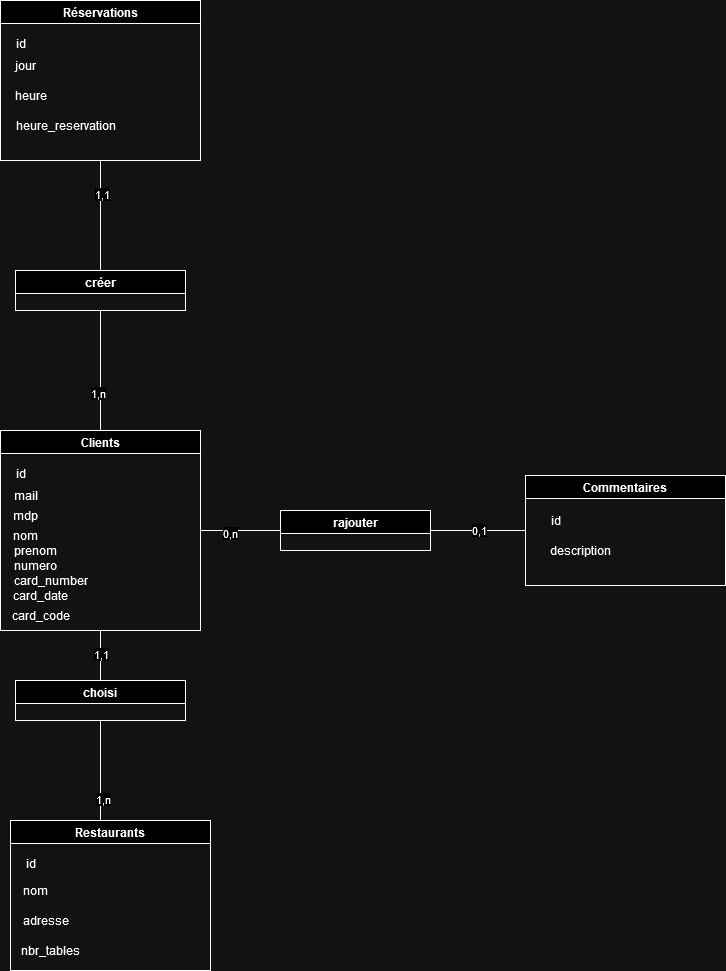 Réservations
id
jour
heure
heure_reservation
1,1
créer
1,n
Clients
id
mail
mdp
nom
prenom
numero
card_number
card_date
card_code
0,n
rajouter
0,1
Commentaires
id
description
1,1
choisi
1,n
Restaurants
id
nom
adresse
nbr_tables